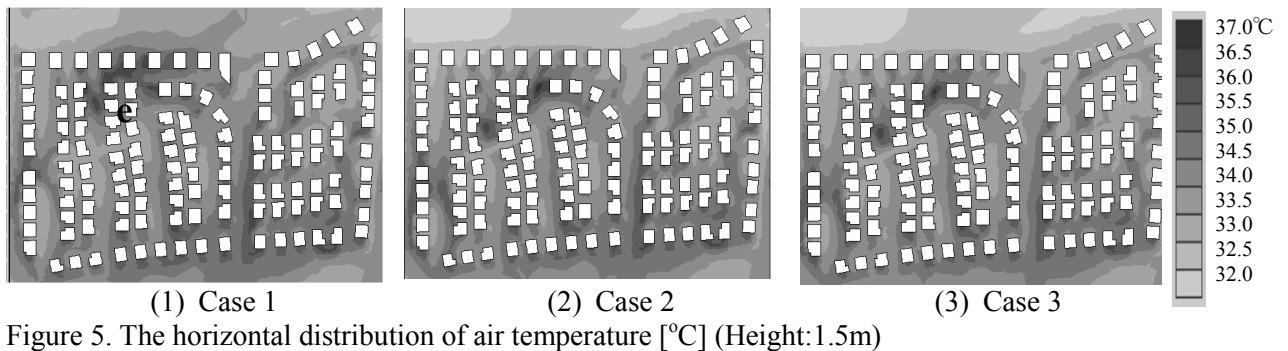 e
37.0℃
36.5
36.0
35.5
35.0
34.5
34.0
33.5
33.0
32.5
32.0
(1) Case 1
(2) Case 2
(3) Case 3
Figure 5. The horizontal distribution of air temperature [°C] (Height:1.5m)